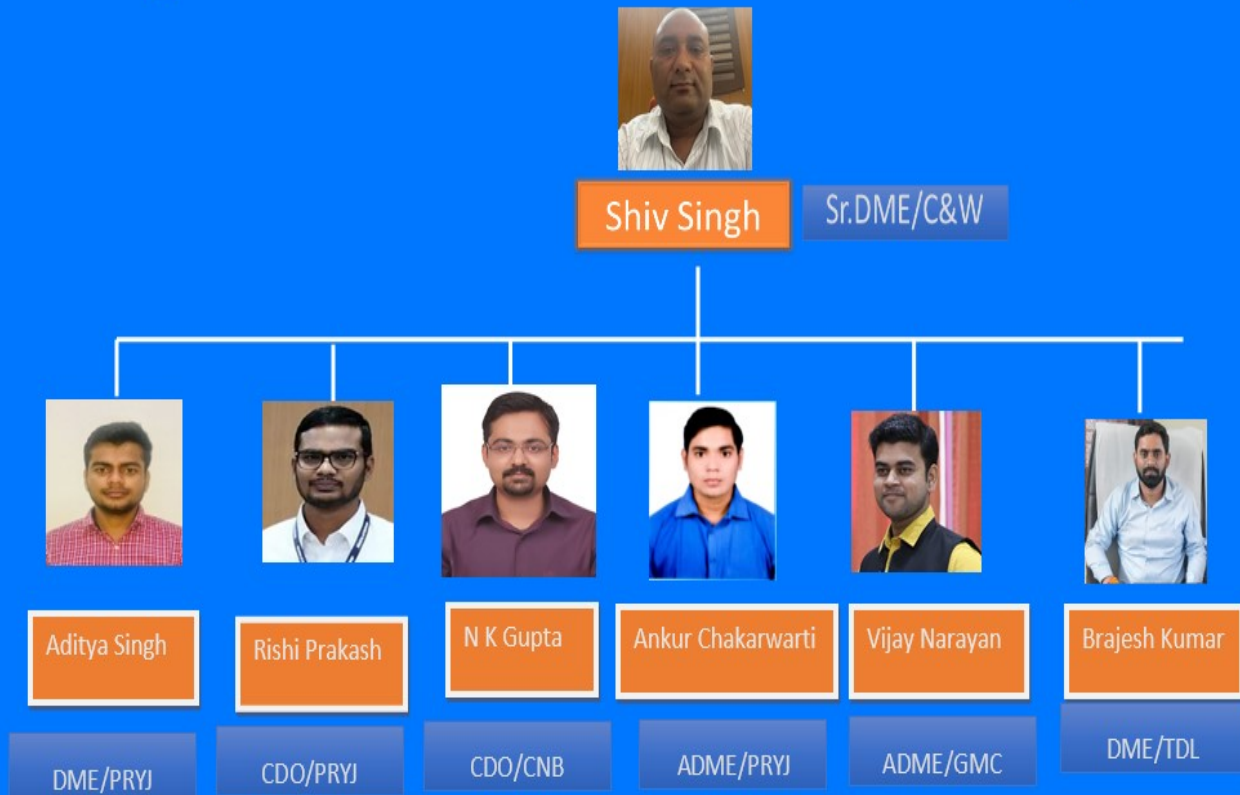 Shiv Singh
Sr.DME/C&W
Aditya Singh
Rishi Prakash
N K Gupta
Ankur Chakarwarti
Vijay Narayan
Brajesh Kumar
DME/PRYJ
CDO/PRYJ
CDO/CNB
ADME/PRYJ
ADME/GMC
DME/TDL